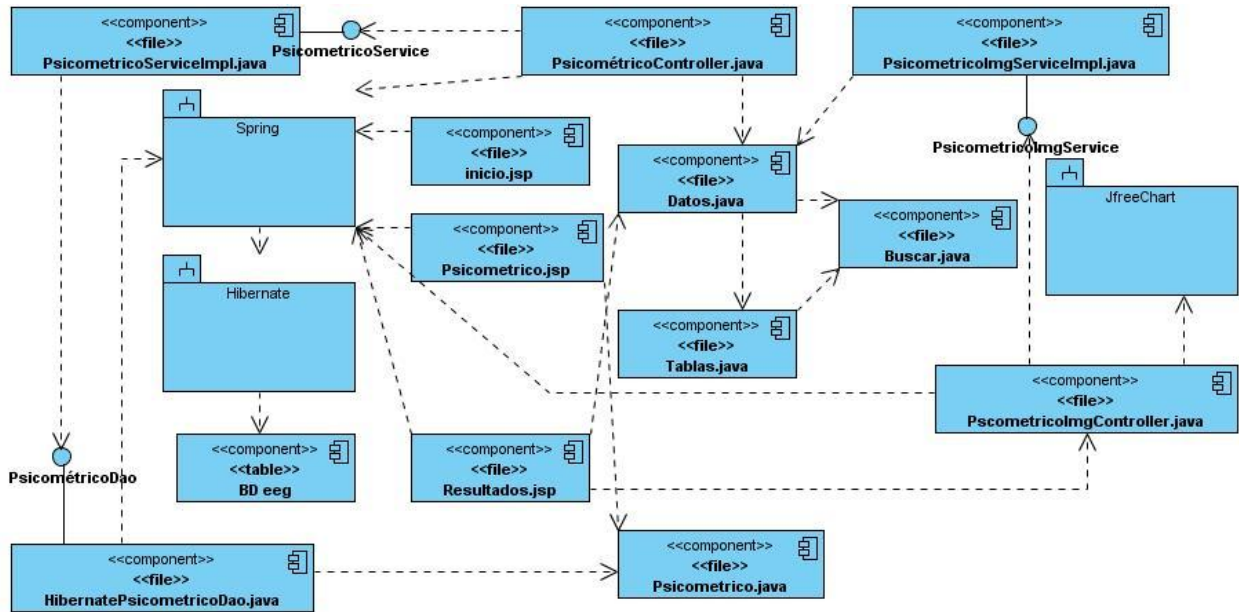 <<component>>
<<file>>
PsicometricoServiceImpl.java
PsicometricoService
<<component>>
<<file>>
PsicométricoController.java
<<component>>
<<file>>
PsicometricoImgServiceImpl.java
Spring
<<component>>
<<file>>
inicio.jsp
<<component>>
<<file>>
Datos.java
PsicometricoImgService
JfreeChart
<<component>>
<<file>>
Buscar.java
<<component>>
<<file>>
Psicometrico.jsp
Hibernate
<<component>>
<<file>>
Tablas.java
<<component>>
<<file>>
PscometricoImgController.java
PsicométricoDao
<<component>>
<<table>>
BD eeg
<<component>>
<<file>>
Resultados.jsp
<<component>>
<<file>>
HibernatePsicometricoDao.java
<<component>>
<<file>>
Psicometrico.java